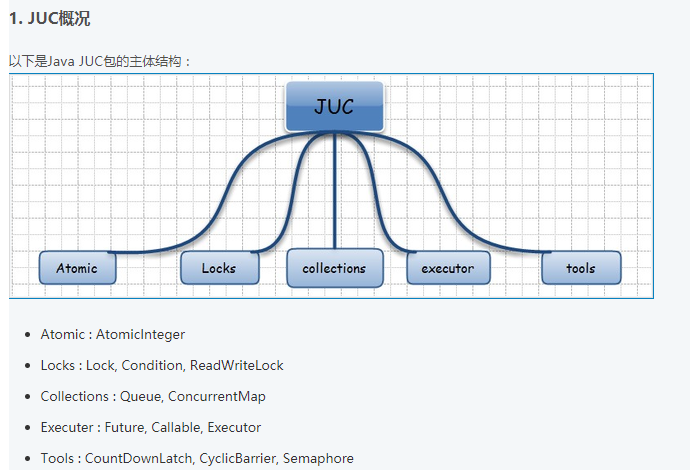 1. JUC概况
以下是Java JUC包的主体结构：
JUC
Atomic
Locks
collections
executor
tools
Atomic : AtomicInteger
Locks : Lock, Condition, ReadWriteLock
Collections : Queue, ConcurrentMap
Executer : Future, Callable, Executor
Tools : CountDownLatch, CyclicBarrier, Semaphore